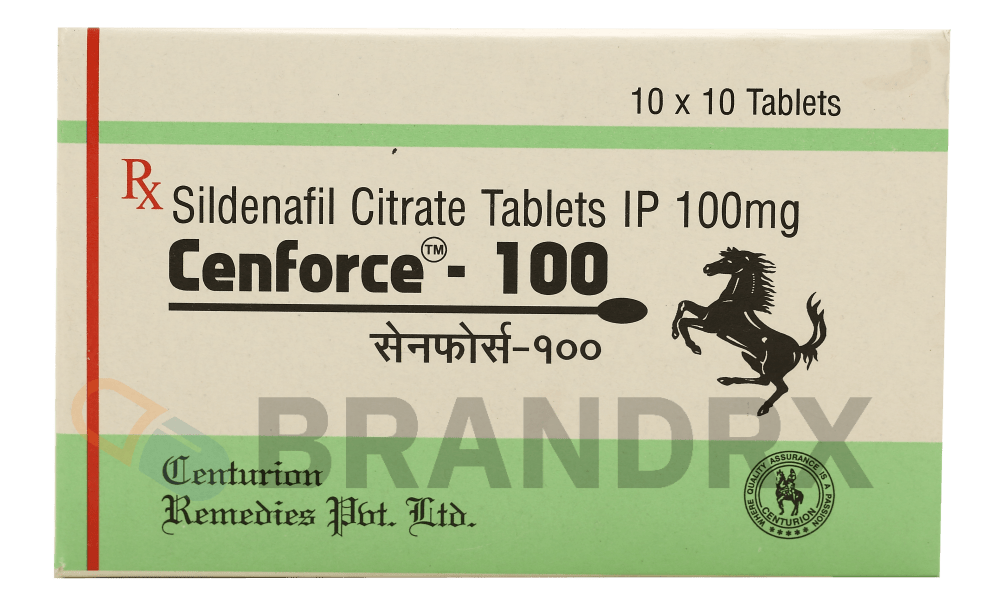 10 x 10 Tablets
Rx Sildenafil Citrate Tablets IP 100mg
Cenforce™- 100
सेनफोर्स-१००
BRANDRX
Centurion
Remedies Pvt. Ltd.
WHERE QUALITY ASSURANCE IS A PASSION
CENTURION